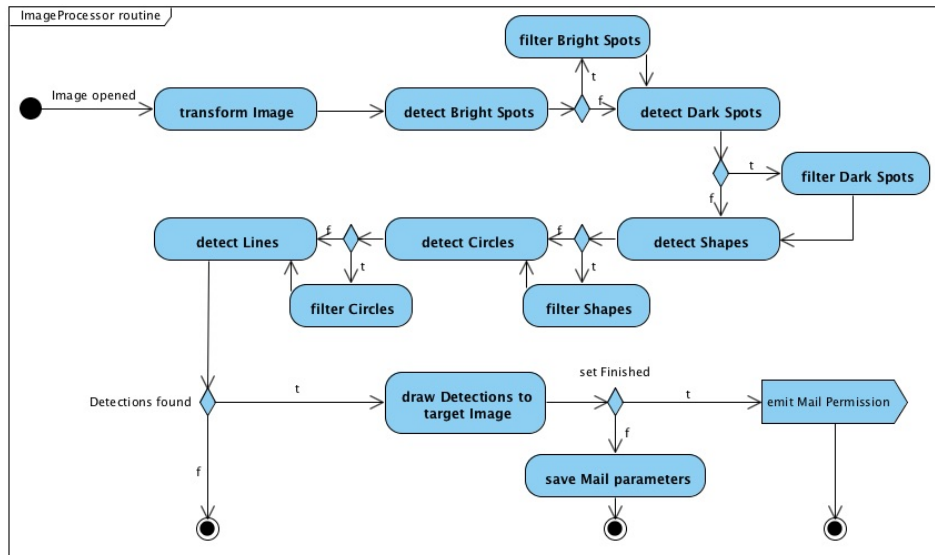 ImageProcessor routine
filter Bright Spots
t
Image opened
transform Image
detect Bright Spots
f
detect Dark Spots
t
filter Dark Spots
f
detect Lines
f
detect Circles
f
detect Shapes
t
t
filter Circles
filter Shapes
set Finished
Detections found
t
draw Detections to
target Image
t
emit Mail Permission
f
f
save Mail parameters